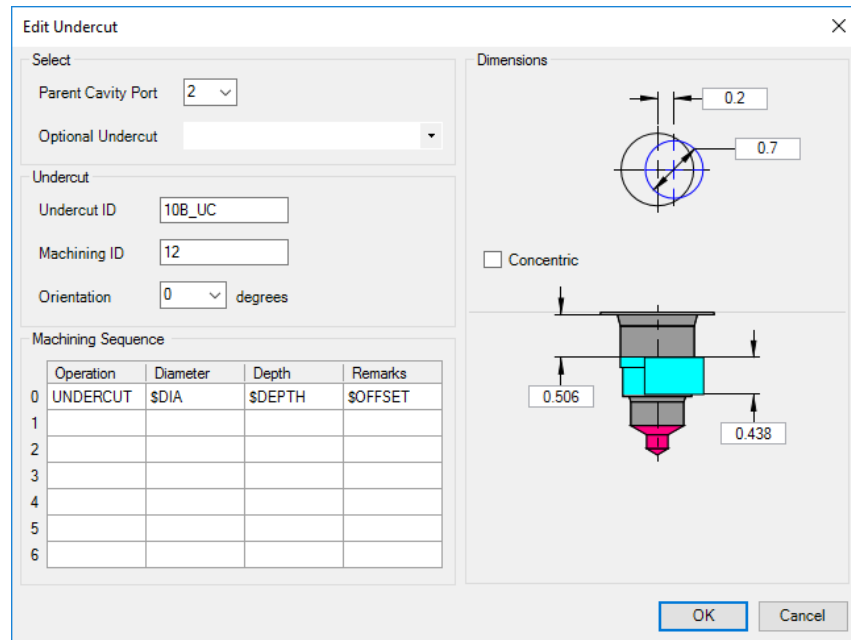 Edit Undercut
Select
Parent Cavity Port 2
Optional Undercut
Undercut
Undercut ID 10B_UC
Machining ID 12
Orientation 0 degrees
Machining Sequence
Operation Diameter Depth Remarks
0 UNDERCUT $DIA $DEPTH $OFFSET
1
2
3
4
5
6
Dimensions
0.2
0.7
Concentric
0.506
0.438
OK Cancel